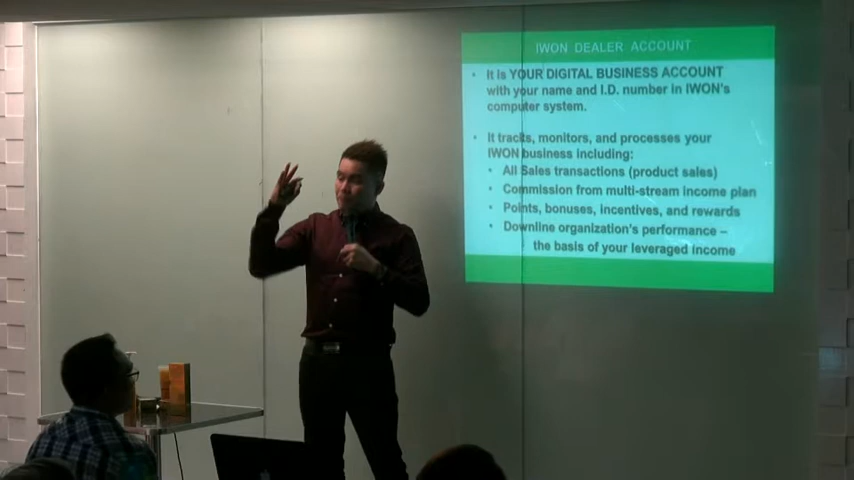 IWON DEALER ACCOUNT
• It is YOUR DIGITAL BUSINESS ACCOUNT
with your name and I.D. number in IWON's
computer system.
• It tracks, monitors, and processes your
IWON business including:
• All Sales transactions (product sales)
• Commission from multi-stream income plan
• Points, bonuses, incentives, and rewards
• Downline organization's performance –
the basis of your leveraged income